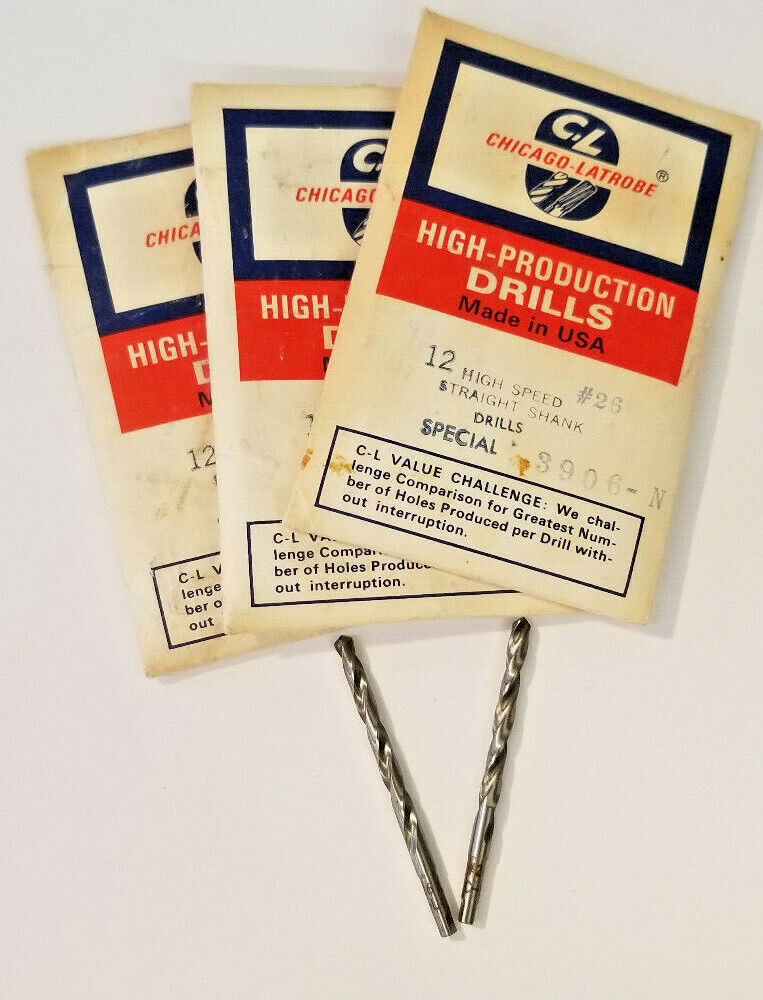 C-L
CHICAGO-LATROBE®
HIGH-PRODUCTION
DRILLS
Made in USA
12 HIGH SPEED #26
STRAIGHT SHANK
DRILLS
SPECIAL 3906-N
C-L VALUE CHALLENGE: We chal-
lenge Comparison for Greatest Num-
ber of Holes Produced per Drill with-
out interruption.
C-L
CHICAGO
HIGH-
D
M
C-L VA
lenge Compar
ber of Holes Produc
out interruption.
CHICA
HIGH-
D
M
12
C-L V
lenge
ber o
out